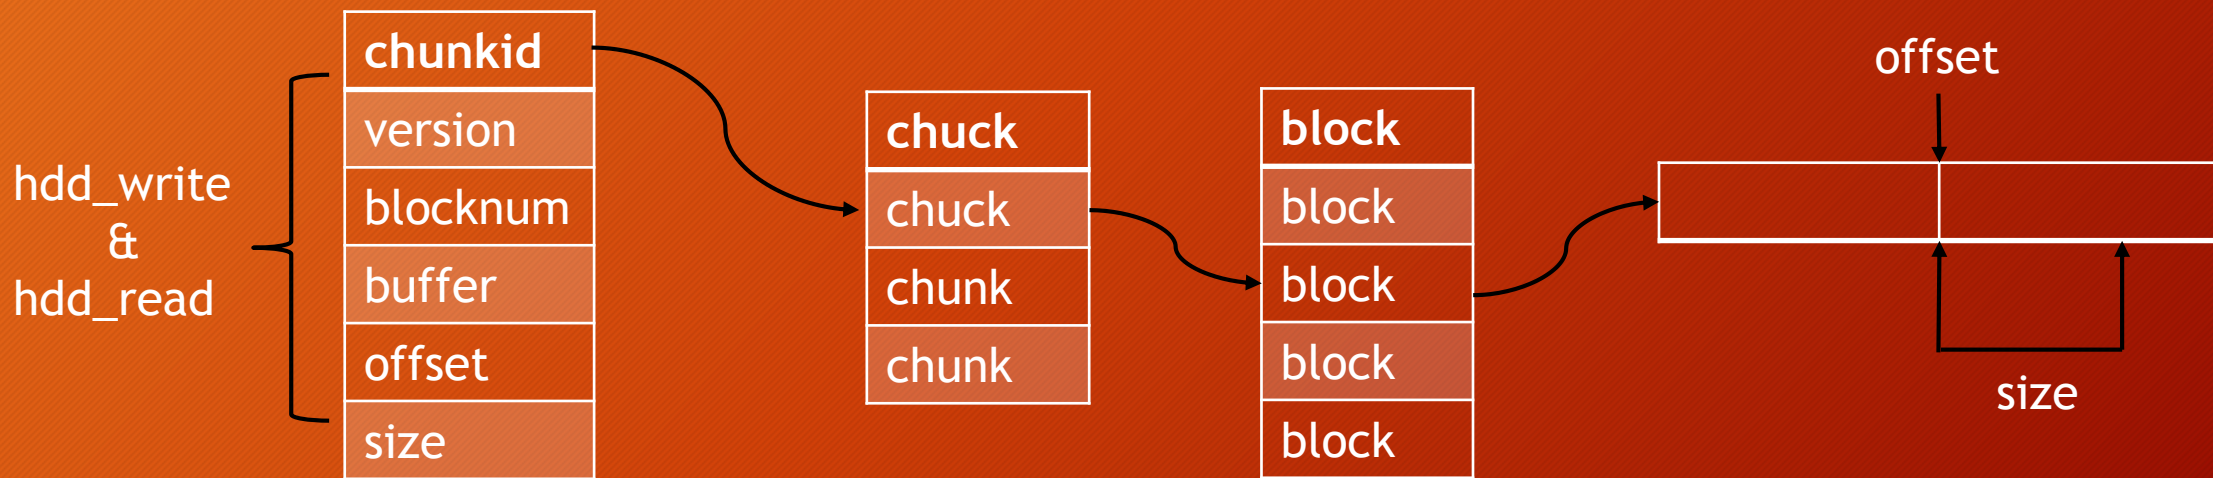 hdd_write
&
hdd_read
chunkid
version
blocknum
buffer
offset
size
chuck
chuck
chunk
chunk
block
block
block
block
block
offset
size